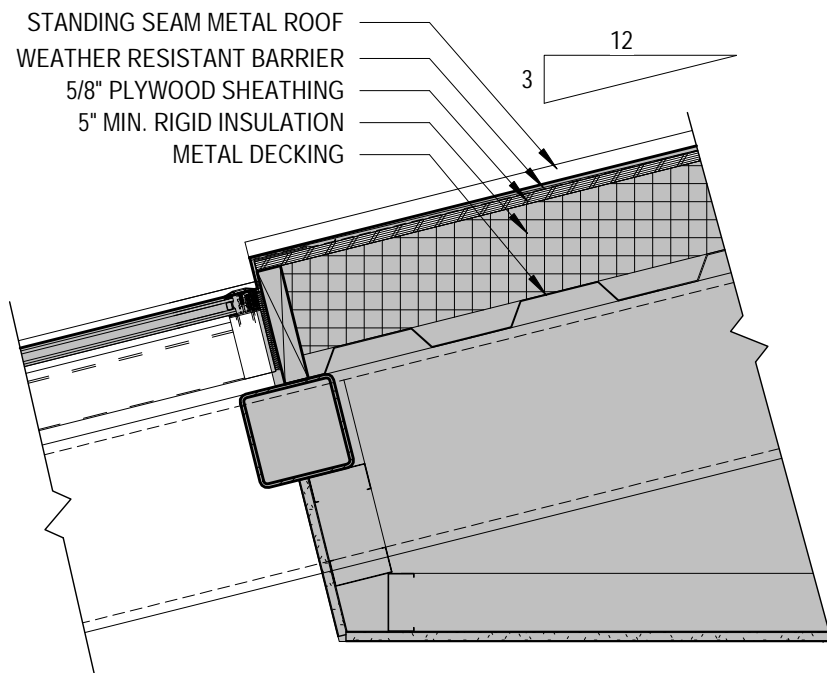 STANDING SEAM METAL ROOF
WEATHER RESISTANT BARRIER
5/8" PLYWOOD SHEATHING
5" MIN. RIGID INSULATION
METAL DECKING
12
3